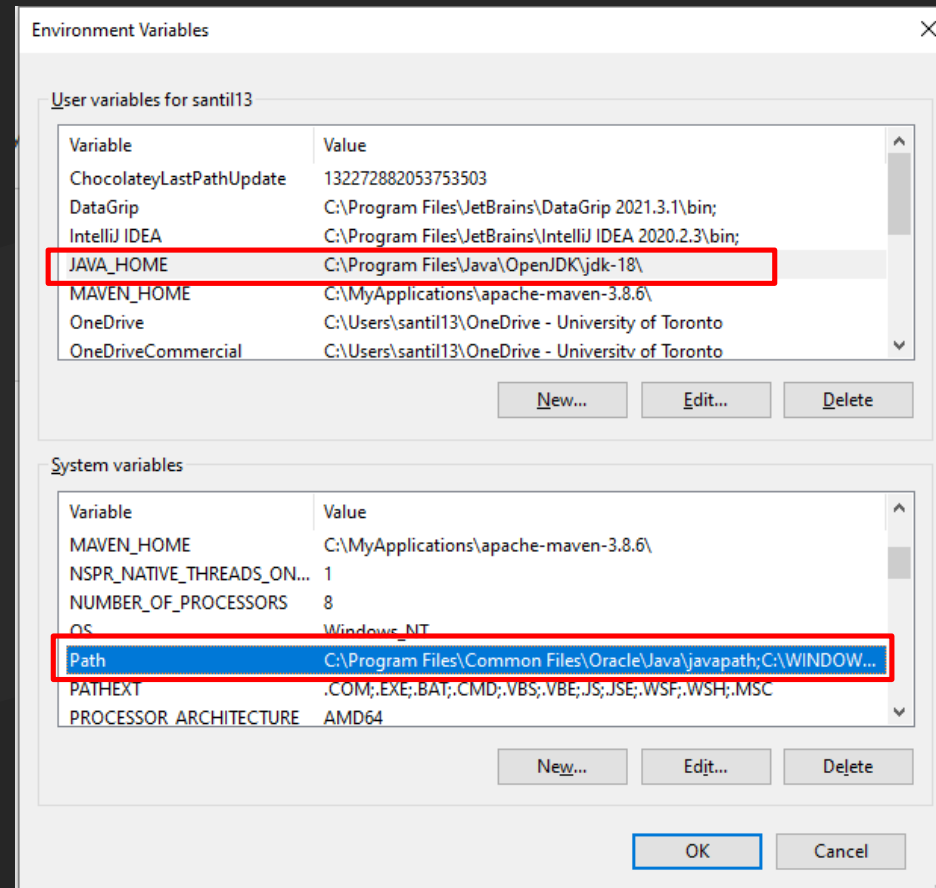 Environment Variables
User variables for santil13
Variable Value
ChocolateyLastPathUpdate 132272882053753503
DataGrip C:\Program Files\JetBrains\DataGrip 2021.3.1\bin;
IntelliJ IDEA C:\Program Files\JetBrains\IntelliJ IDEA 2020.2.3\bin;
JAVA_HOME C:\Program Files\Java\OpenJDK\jdk-18\
MAVEN_HOME C:\MyApplications\apache-maven-3.8.6\
OneDrive C:\Users\santil13\OneDrive - University of Toronto
OneDriveCommercial C:\Users\santil13\OneDrive - University of Toronto
New... Edit... Delete
System variables
Variable Value
MAVEN_HOME C:\MyApplications\apache-maven-3.8.6\
NSPR_NATIVE_THREADS_ON... 1
NUMBER_OF_PROCESSORS 8
OS Windows_NT
Path C:\Program Files\Common Files\Oracle\Java\javapath;C:\WINDOW...
PATHEXT .COM;.EXE;.BAT;.CMD;.VBS;.VBE;.JS;.JSE;.WSF;.WSH;.MSC
PROCESSOR_ARCHITECTURE AMD64
New... Edit... Delete
OK Cancel